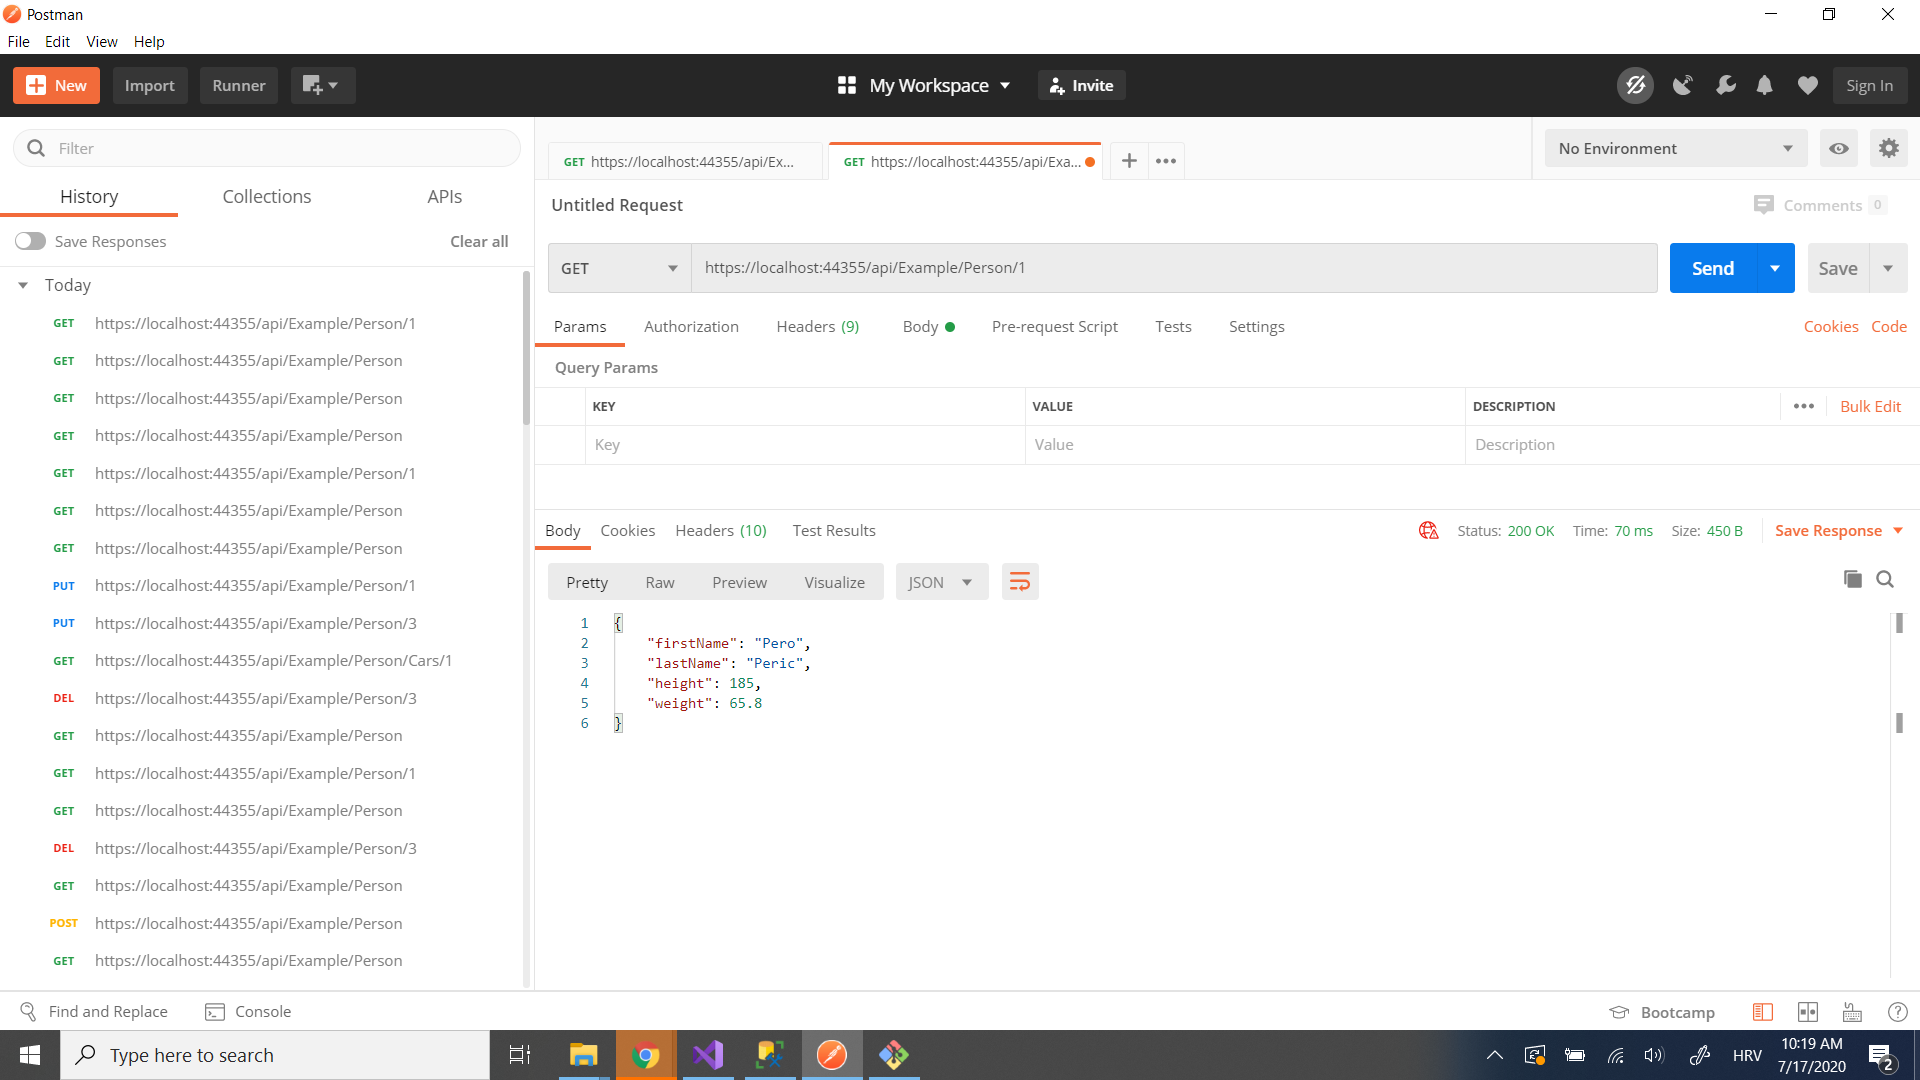 Postman
File Edit View Help
New Import Runner My Workspace Invite Sign In
Filter
History Collections APIs
Save Responses Clear all
Today
GET https://localhost:44355/api/Example/Person/1
GET https://localhost:44355/api/Example/Person
GET https://localhost:44355/api/Example/Person
GET https://localhost:44355/api/Example/Person
GET https://localhost:44355/api/Example/Person/1
GET https://localhost:44355/api/Example/Person
GET https://localhost:44355/api/Example/Person
PUT https://localhost:44355/api/Example/Person/1
PUT https://localhost:44355/api/Example/Person/3
GET https://localhost:44355/api/Example/Person/Cars/1
DEL https://localhost:44355/api/Example/Person/3
GET https://localhost:44355/api/Example/Person
GET https://localhost:44355/api/Example/Person/1
GET https://localhost:44355/api/Example/Person
DEL https://localhost:44355/api/Example/Person/3
GET https://localhost:44355/api/Example/Person
POST https://localhost:44355/api/Example/Person
GET https://localhost:44355/api/Example/Person
GET https://localhost:44355/api/Ex... GET https://localhost:44355/api/Exa... No Environment
Untitled Request Comments 0
GET https://localhost:44355/api/Example/Person/1 Send Save
Params Authorization Headers (9) Body Pre-request Script Tests Settings Cookies Code
Query Params
KEY VALUE DESCRIPTION Bulk Edit
Key Value Description
Body Cookies Headers (10) Test Results Status: 200 OK Time: 70 ms Size: 450 B Save Response
Pretty Raw Preview Visualize JSON
1 {
2 "firstName": "Pero",
3 "lastName": "Peric",
4 "height": 185,
5 "weight": 65.8
6 }
Find and Replace Console Bootcamp
Type here to search HRV 10:19 AM
7/17/2020 2